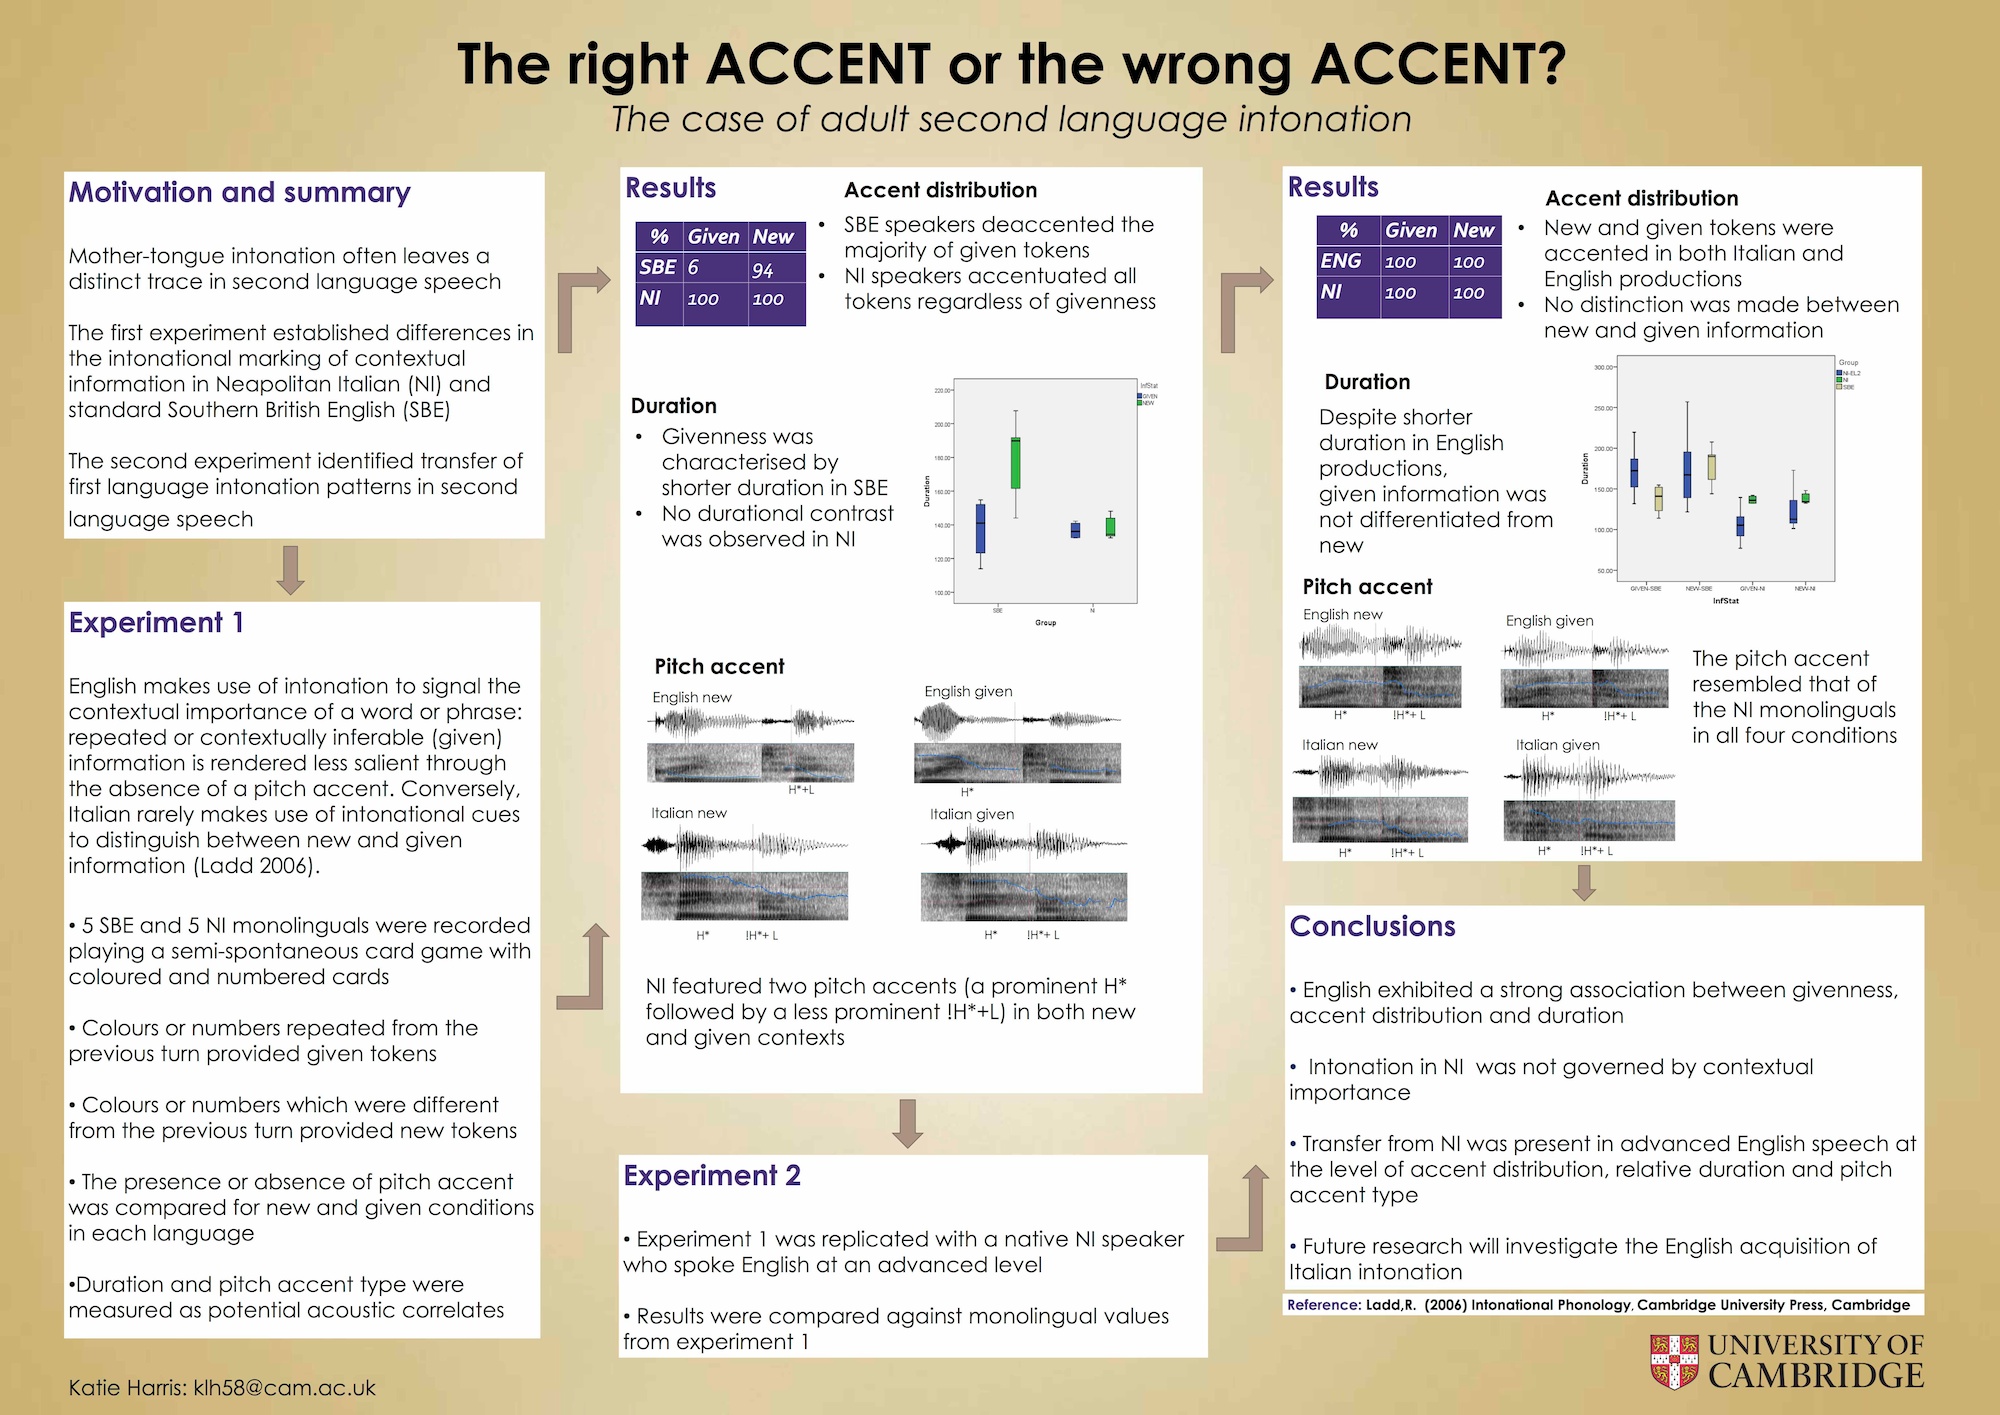 The right ACCENT or the wrong ACCENT?
The case of adult second language intonation
Motivation and summary
Mother-tongue intonation often leaves a
distinct trace in second language speech
The first experiment established differences in
the intonational marking of contextual
information in Neapolitan Italian (NI) and
standard Southern British English (SBE)
The second experiment identified transfer of
first language intonation patterns in second
language speech
Experiment 1
English makes use of intonation to signal the
contextual importance of a word or phrase:
repeated or contextually inferable (given)
information is rendered less salient through
the absence of a pitch accent. Conversely,
Italian rarely makes use of intonational cues
to distinguish between new and given
information (Ladd 2006).
• 5 SBE and 5 NI monolinguals were recorded
playing a semi-spontaneous card game with
coloured and numbered cards
• Colours or numbers repeated from the
previous turn provided given tokens
• Colours or numbers which were different
from the previous turn provided new tokens
• The presence or absence of pitch accent
was compared for new and given conditions
in each language
•Duration and pitch accent type were
measured as potential acoustic correlates
Katie Harris: klh58@cam.ac.uk
Results
% Given New
SBE 6 94
NI 100 100
Accent distribution
• SBE speakers deaccented the
majority of given tokens
• NI speakers accentuated all
tokens regardless of givenness
Duration
• Givenness was
characterised by
shorter duration in SBE
• No durational contrast
was observed in NI
220.00
200.00
180.00
160.00
140.00
120.00
100.00
Duration
SBE NI
Group
InfStat
GIVEN
NEW
Pitch accent
English new
H*+L
English given
H*
Italian new
H* !H*+ L
Italian given
H* !H*+ L
NI featured two pitch accents (a prominent H*
followed by a less prominent !H*+L) in both new
and given contexts
Experiment 2
• Experiment 1 was replicated with a native NI speaker
who spoke English at an advanced level
• Results were compared against monolingual values
from experiment 1
Results
% Given New
ENG 100 100
NI 100 100
Accent distribution
• New and given tokens were
accented in both Italian and
English productions
• No distinction was made between
new and given information
Duration
Despite shorter
duration in English
productions,
given information was
not differentiated from
new
300.00
250.00
200.00
150.00
100.00
50.00
Duration
GIVEN-SBE NEW-SBE GIVEN-NI NEW-NI
InfStat
Group
NI-EL2
NI
SBE
Pitch accent
English new
H* !H*+ L
English given
H* !H*+ L
Italian new
H* !H*+ L
Italian given
H* !H*+ L
The pitch accent
resembled that of
the NI monolinguals
in all four conditions
Conclusions
• English exhibited a strong association between givenness,
accent distribution and duration
• Intonation in NI was not governed by contextual
importance
• Transfer from NI was present in advanced English speech at
the level of accent distribution, relative duration and pitch
accent type
• Future research will investigate the English acquisition of
Italian intonation
Reference: Ladd,R. (2006) Intonational Phonology, Cambridge University Press, Cambridge
UNIVERSITY OF
CAMBRIDGE